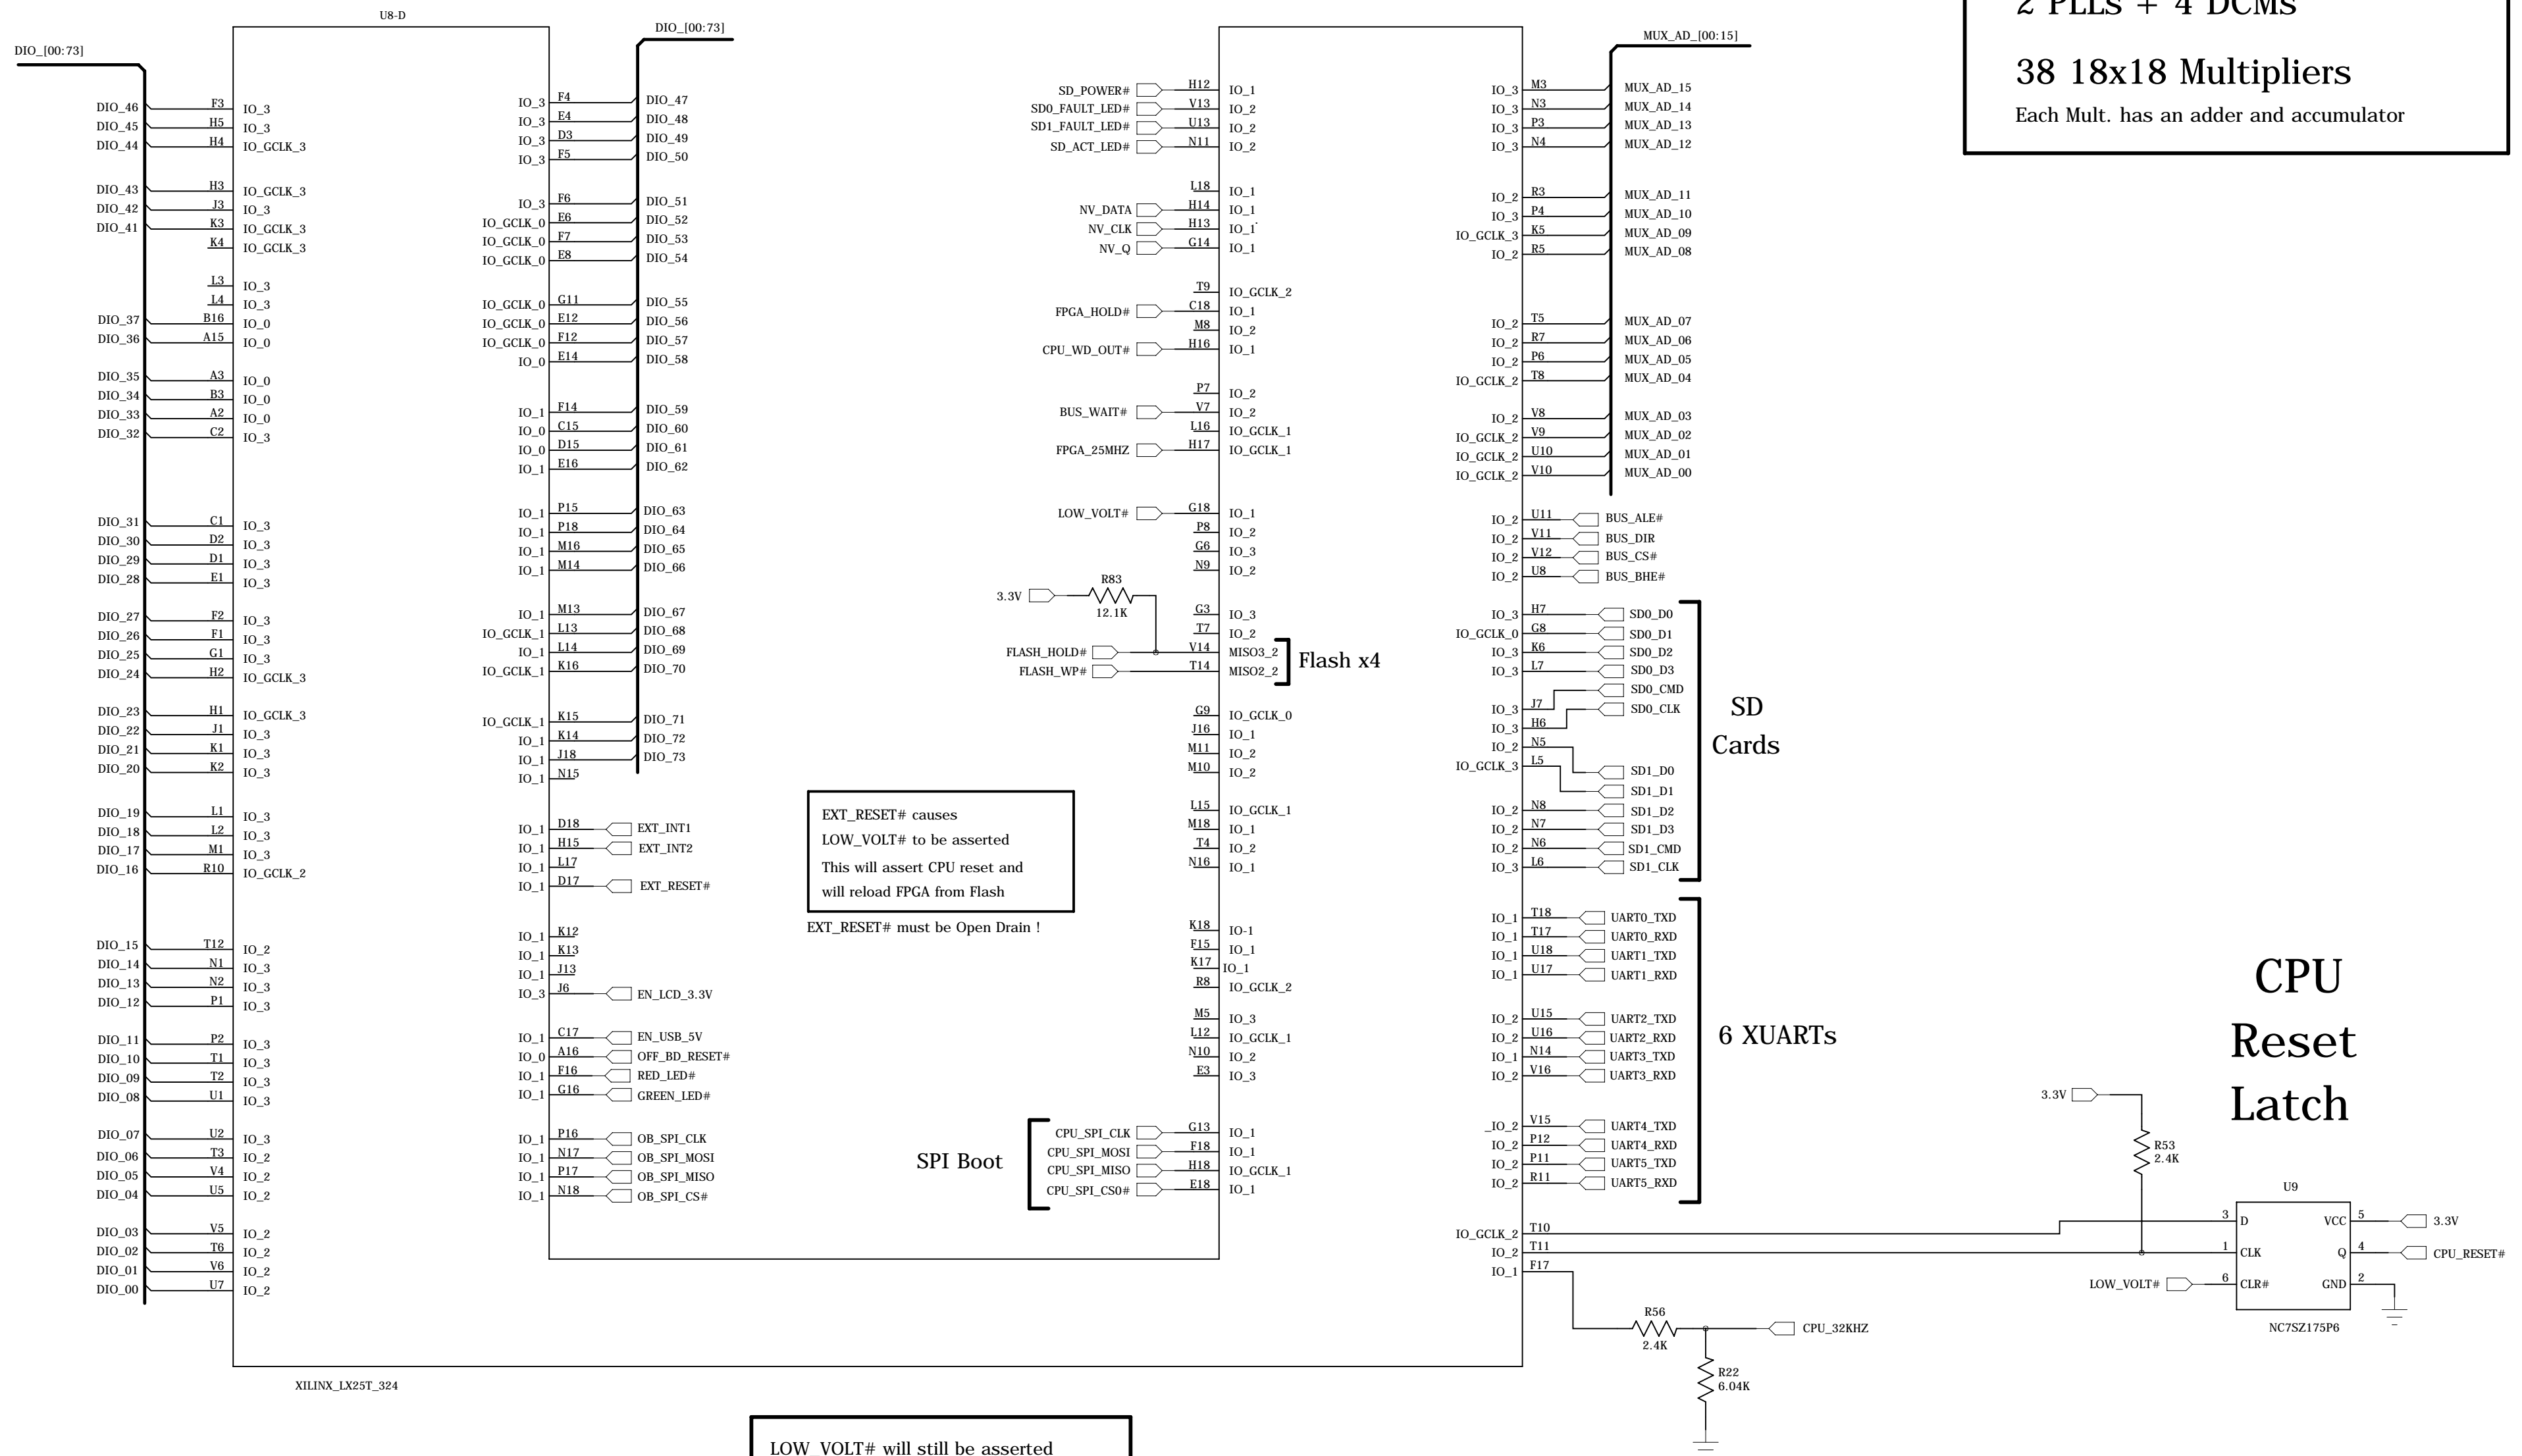 U8-D
DIO_[00:73]
DIO_46 F3 IO_3
DIO_45 H5 IO_3
DIO_44 H4 IO_GCLK_3
DIO_43 H3 IO_GCLK_3
DIO_42 J3 IO_3
DIO_41 K3 IO_GCLK_3
K4 IO_GCLK_3
L3 IO_3
L4 IO_3
DIO_37 B16 IO_0
DIO_36 A15 IO_0
DIO_35 A3 IO_0
DIO_34 B3 IO_0
DIO_33 A2 IO_0
DIO_32 C2 IO_3
DIO_31 C1 IO_3
DIO_30 D2 IO_3
DIO_29 D1 IO_3
DIO_28 E1 IO_3
DIO_27 F2 IO_3
DIO_26 F1 IO_3
DIO_25 G1 IO_3
DIO_24 H2 IO_GCLK_3
DIO_23 H1 IO_GCLK_3
DIO_22 J1 IO_3
DIO_21 K1 IO_3
DIO_20 K2 IO_3
DIO_19 L1 IO_3
DIO_18 L2 IO_3
DIO_17 M1 IO_3
DIO_16 R10 IO_GCLK_2
DIO_15 T12 IO_2
DIO_14 N1 IO_3
DIO_13 N2 IO_3
DIO_12 P1 IO_3
DIO_11 P2 IO_3
DIO_10 T1 IO_3
DIO_09 T2 IO_3
DIO_08 U1 IO_3
DIO_07 U2 IO_3
DIO_06 T3 IO_2
DIO_05 V4 IO_2
DIO_04 U5 IO_2
DIO_03 V5 IO_2
DIO_02 T6 IO_2
DIO_01 V6 IO_2
DIO_00 U7 IO_2
XILINX_LX25T_324
DIO_[00:73]
IO_3 F4 DIO_47
IO_3 E4 DIO_48
IO_3 D3 DIO_49
IO_3 F5 DIO_50
IO_3 F6 DIO_51
IO_GCLK_0 E6 DIO_52
IO_GCLK_0 F7 DIO_53
IO_GCLK_0 E8 DIO_54
IO_GCLK_0 G11 DIO_55
IO_GCLK_0 E12 DIO_56
IO_GCLK_0 F12 DIO_57
IO_0 E14 DIO_58
IO_1 F14 DIO_59
IO_0 C15 DIO_60
IO_0 D15 DIO_61
IO_1 E16 DIO_62
IO_1 P15 DIO_63
IO_1 P18 DIO_64
IO_1 M16 DIO_65
IO_1 M14 DIO_66
IO_1 M13 DIO_67
IO_GCLK_1 L13 DIO_68
IO_1 L14 DIO_69
IO_GCLK_1 K16 DIO_70
IO_GCLK_1 K15 DIO_71
IO_1 K14 DIO_72
IO_1 J18 DIO_73
IO_1 N15
IO_1 D18 EXT_INT1
IO_1 H15 EXT_INT2
IO_1 L17
IO_1 D17 EXT_RESET#
IO_1 K12
IO_1 K13
IO_1 J13
IO_3 J6 EN_LCD_3.3V
IO_1 C17 EN_USB_5V
IO_0 A16 OFF_BD_RESET#
IO_1 F16 RED_LED#
IO_1 G16 GREEN_LED#
IO_1 P16 OB_SPI_CLK
IO_1 N17 OB_SPI_MOSI
IO_1 P17 OB_SPI_MISO
IO_1 N18 OB_SPI_CS#
EXT_RESET# causes
LOW_VOLT# to be asserted
This will assert CPU reset and
will reload FPGA from Flash
EXT_RESET# must be Open Drain !
SD_POWER# H12 IO_1
SD0_FAULT_LED# V13 IO_2
SD1_FAULT_LED# U13 IO_2
SD_ACT_LED# N11 IO_2
L18 IO_1
NV_DATA H14 IO_1
NV_CLK H13 IO_1
NV_Q G14 IO_1
T9 IO_GCLK_2
FPGA_HOLD# C18 IO_1
M8 IO_2
CPU_WD_OUT# H16 IO_1
P7 IO_2
BUS_WAIT# V7 IO_2
L16 IO_GCLK_1
FPGA_25MHZ H17 IO_GCLK_1
LOW_VOLT# G18 IO_1
P8 IO_2
G6 IO_3
N9 IO_2
3.3V R83 12.1K
G3 IO_3
T7 IO_2
FLASH_HOLD# V14 MISO3_2
FLASH_WP# T14 MISO2_2
Flash x4
G9 IO_GCLK_0
J16 IO_1
M11 IO_2
M10 IO_2
L15 IO_GCLK_1
M18 IO_1
T4 IO_2
N16 IO_1
K18 IO-1
F15 IO_1
K17 IO_1
R8 IO_GCLK_2
M5 IO_3
L12 IO_GCLK_1
N10 IO_2
E3 IO_3
SPI Boot
CPU_SPI_CLK G13 IO_1
CPU_SPI_MOSI F18 IO_1
CPU_SPI_MISO H18 IO_GCLK_1
CPU_SPI_CS0# E18 IO_1
MUX_AD_[00:15]
IO_3 M3 MUX_AD_15
IO_3 N3 MUX_AD_14
IO_3 P3 MUX_AD_13
IO_3 N4 MUX_AD_12
IO_2 R3 MUX_AD_11
IO_3 P4 MUX_AD_10
IO_GCLK_3 K5 MUX_AD_09
IO_2 R5 MUX_AD_08
IO_2 T5 MUX_AD_07
IO_2 R7 MUX_AD_06
IO_2 P6 MUX_AD_05
IO_GCLK_2 T8 MUX_AD_04
IO_2 V8 MUX_AD_03
IO_GCLK_2 V9 MUX_AD_02
IO_GCLK_2 U10 MUX_AD_01
IO_GCLK_2 V10 MUX_AD_00
IO_2 U11 BUS_ALE#
IO_2 V11 BUS_DIR
IO_2 V12 BUS_CS#
IO_2 U8 BUS_BHE#
IO_3 H7 SD0_D0
IO_GCLK_0 G8 SD0_D1
IO_3 K6 SD0_D2
IO_3 L7 SD0_D3
IO_3 J7 SD0_CMD
IO_3 H6 SD0_CLK
IO_2 N5 SD1_D0
IO_GCLK_3 L5 SD1_D1
IO_2 N8 SD1_D2
IO_2 N7 SD1_D3
IO_2 N6 SD1_CMD
IO_3 L6 SD1_CLK
SD
Cards
IO_1 T18 UART0_TXD
IO_1 T17 UART0_RXD
IO_1 U18 UART1_TXD
IO_1 U17 UART1_RXD
IO_2 U15 UART2_TXD
IO_2 U16 UART2_RXD
IO_1 N14 UART3_TXD
IO_2 V16 UART3_RXD
_IO_2 V15 UART4_TXD
IO_2 P12 UART4_RXD
IO_2 P11 UART5_TXD
IO_2 R11 UART5_RXD
6 XUARTs
IO_GCLK_2 T10
IO_2 T11
IO_1 F17
R56
2.4K
CPU_32KHZ
R22
6.04K
2 PLLs + 4 DCMs
38 18x18 Multipliers
Each Mult. has an adder and accumulator
CPU
Reset
Latch
3.3V
R53
2.4K
U9
3 D VCC 5 3.3V
1 CLK Q 4 CPU_RESET#
LOW_VOLT# 6 CLR# GND 2
NC7SZ175P6
LOW_VOLT# will still be asserted